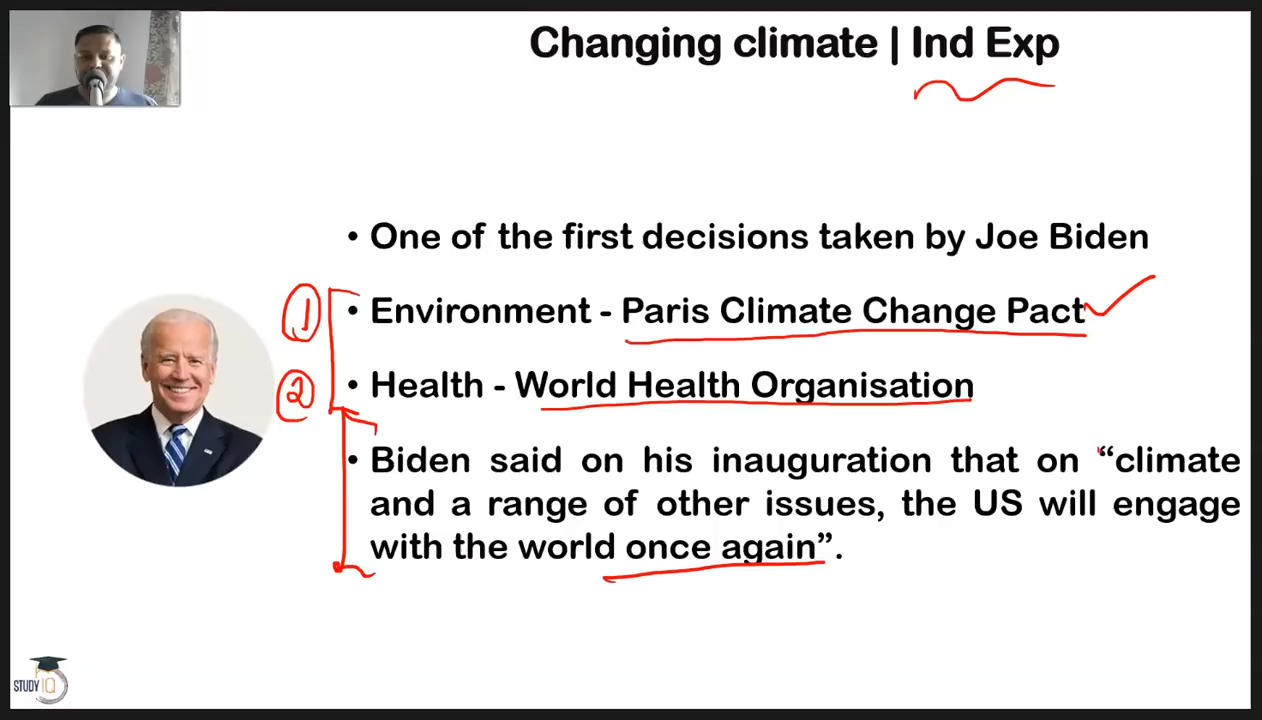 Changing climate | Ind Exp
• One of the first decisions taken by Joe Biden
1 • Environment - Paris Climate Change Pact
2 • Health - World Health Organisation
• Biden said on his inauguration that on “climate
and a range of other issues, the US will engage
with the world once again”.
STUDY IQ